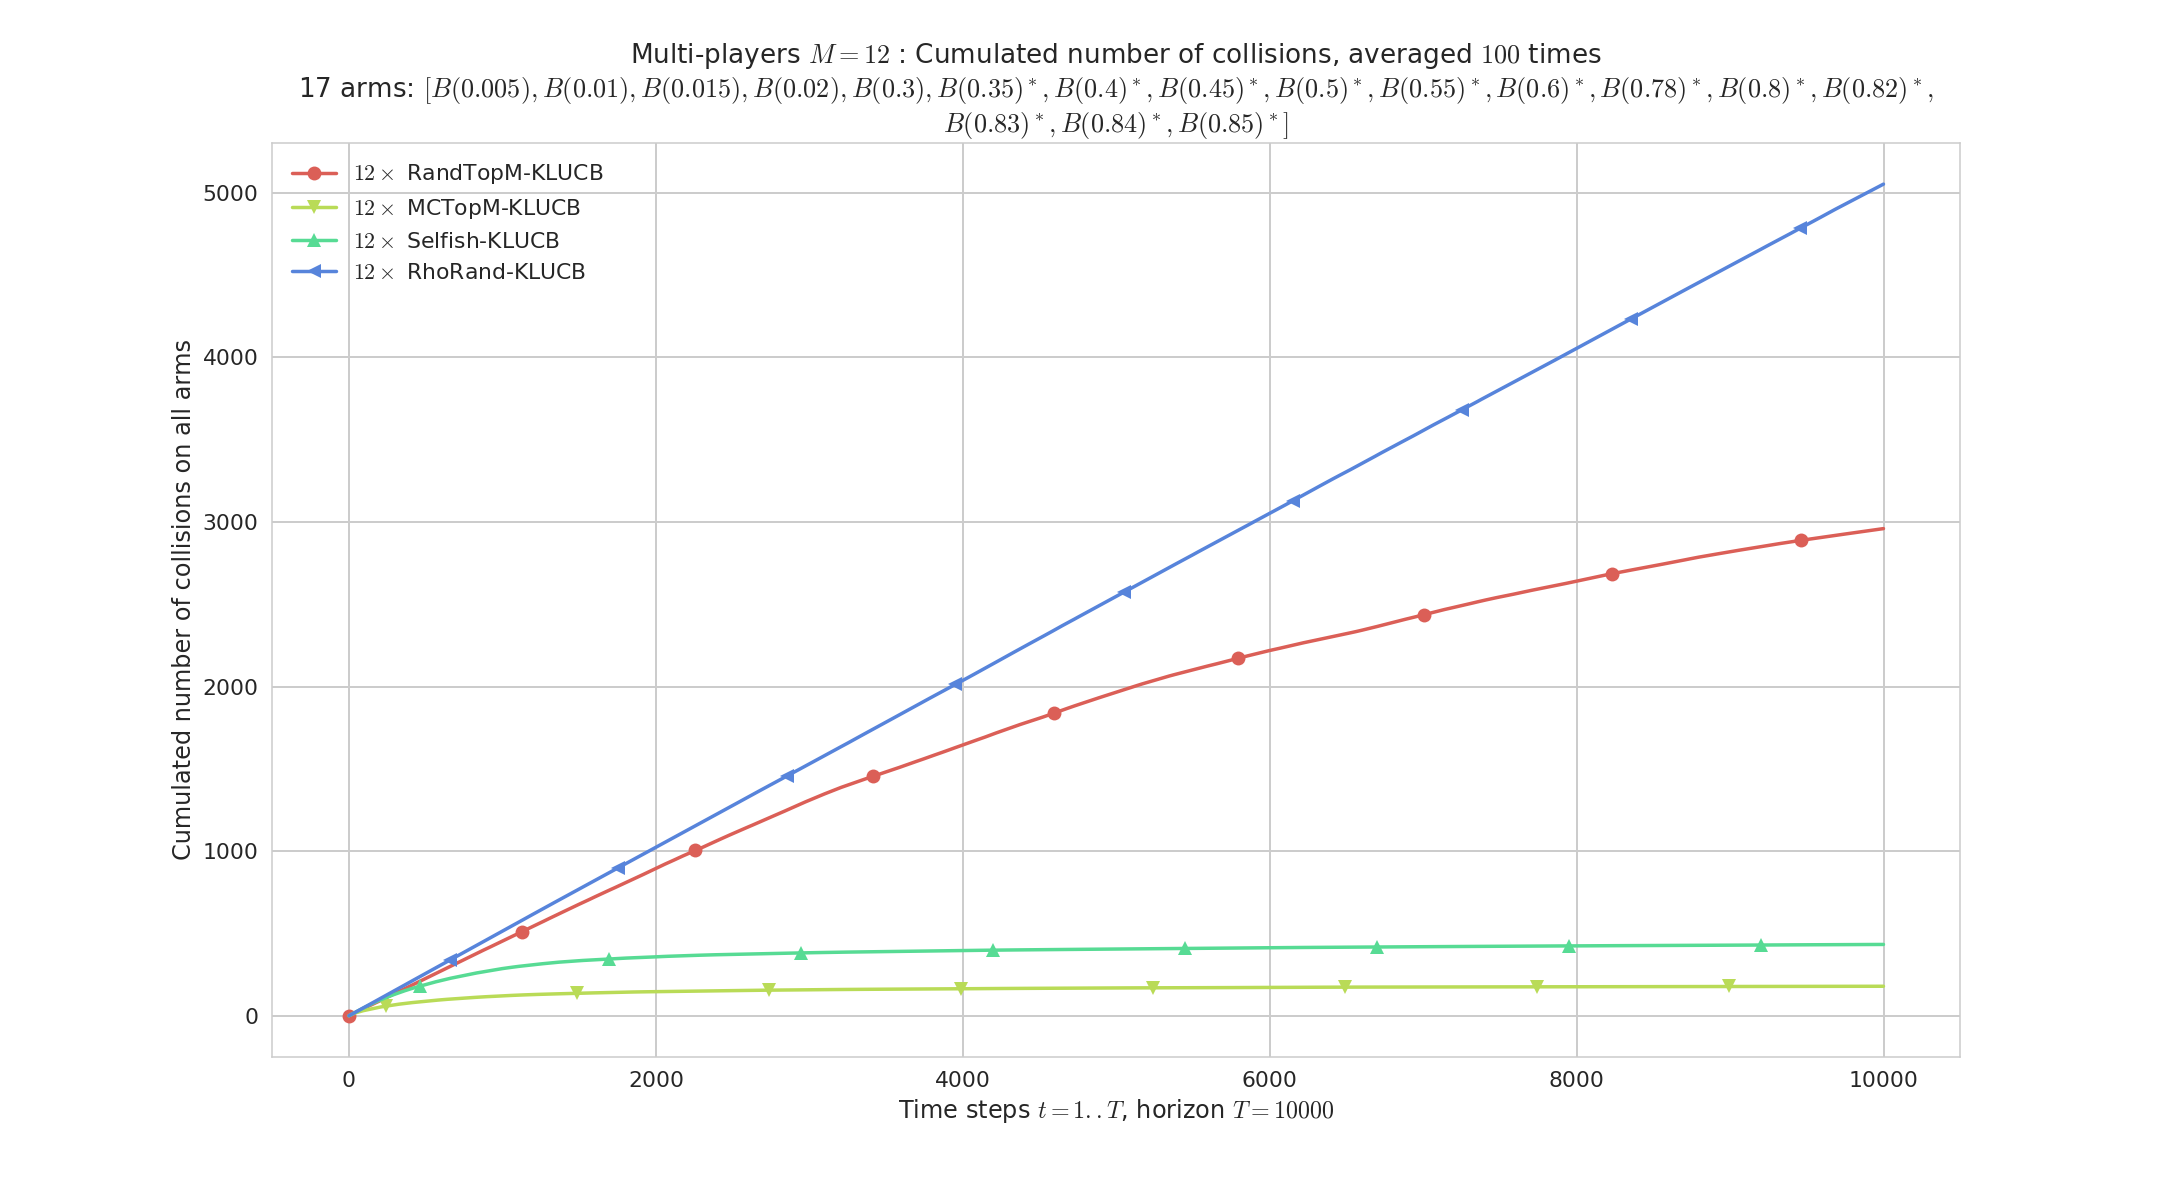 Multi-players M = 12 : Cumulated number of collisions, averaged 100 times
17 arms: [B(0.005), B(0.01), B(0.015), B(0.02), B(0.3), B(0.35)*, B(0.4)*, B(0.45)*, B(0.5)*, B(0.55)*, B(0.6)*, B(0.78)*, B(0.8)*, B(0.82)*,
B(0.83)*, B(0.84)*, B(0.85)*]
12× RandTopM-KLUCB
12× MCTopM-KLUCB
12× Selfish-KLUCB
12× RhoRand-KLUCB
Cumulated number of collisions on all arms
5000
4000
3000
2000
1000
0
0 2000 4000 6000 8000 10000
Time steps t = 1..T, horizon T = 10000